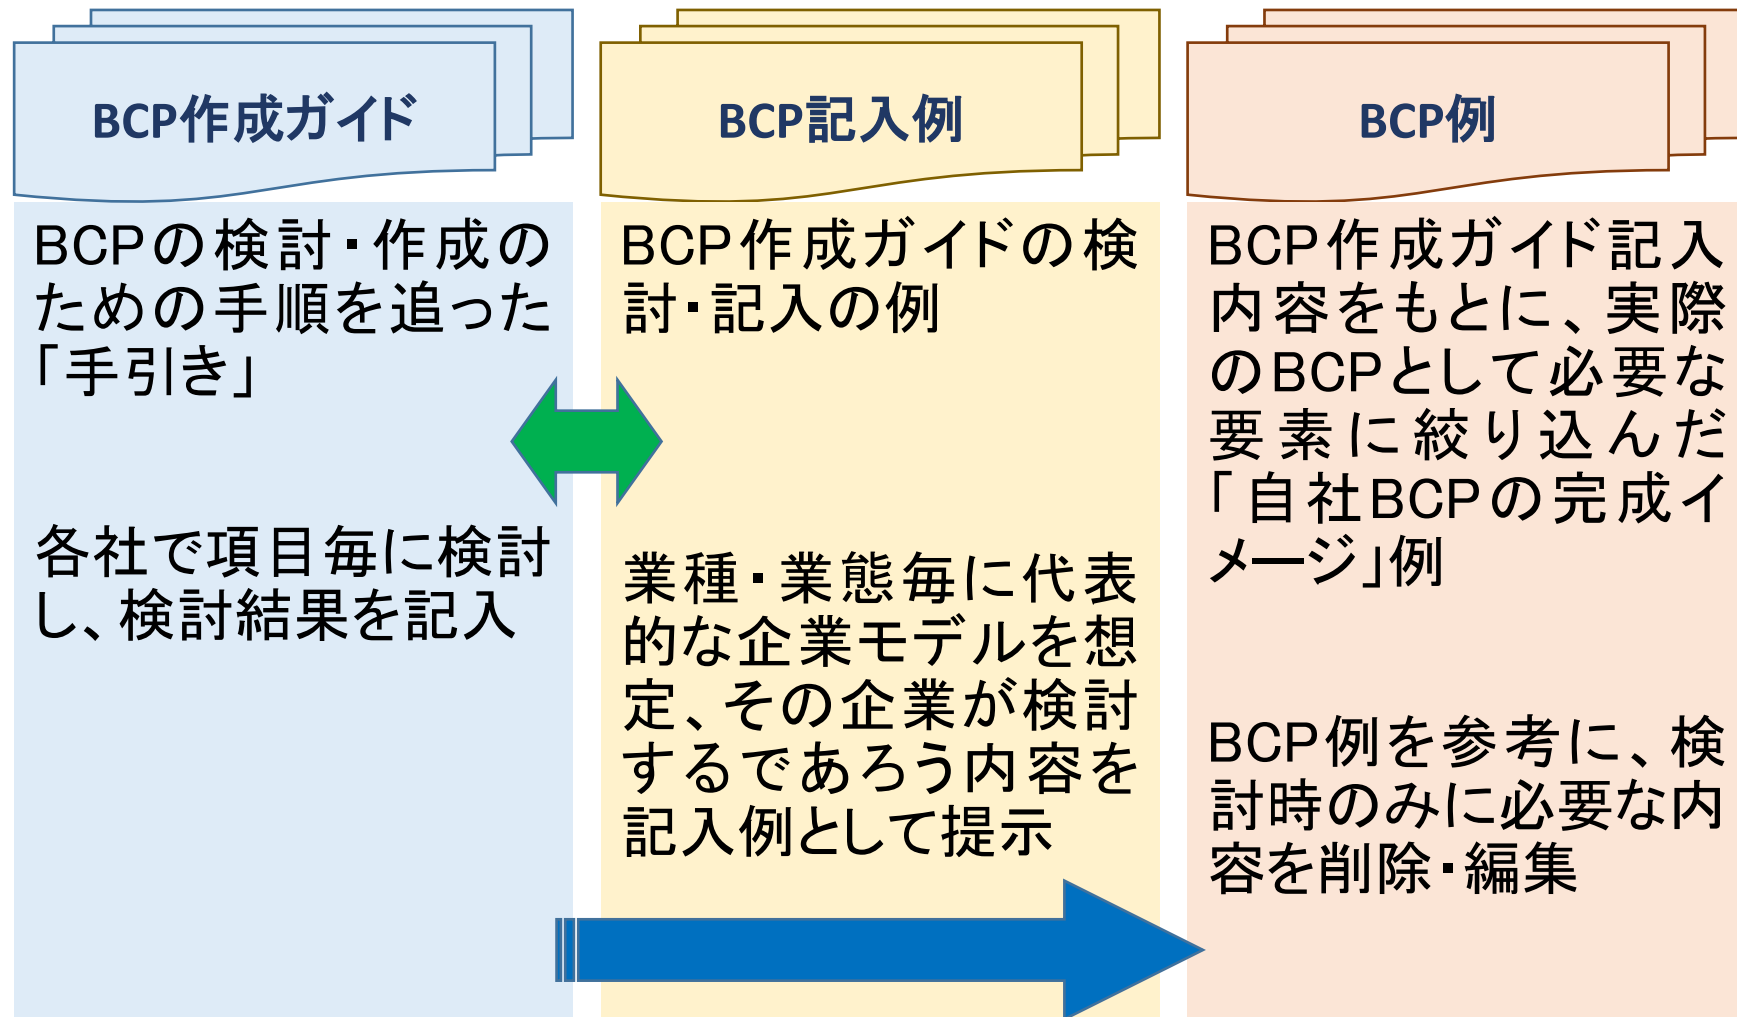 BCP作成ガイド
BCPの検討・作成の
ための手順を追った
「手引き」
各社で項目毎に検討
し、検討結果を記入
BCP記入例
BCP作成ガイドの検
討・記入の例
業種・業態毎に代表
的な企業モデルを想
定、その企業が検討
するであろう内容を
記入例として提示
BCP例
BCP作成ガイド記入
内容をもとに、実際
のBCPとして必要な
要素に絞り込んだ
「自社BCPの完成イ
メージ」例
BCP例を参考に、検
討時のみに必要な内
容を削除・編集